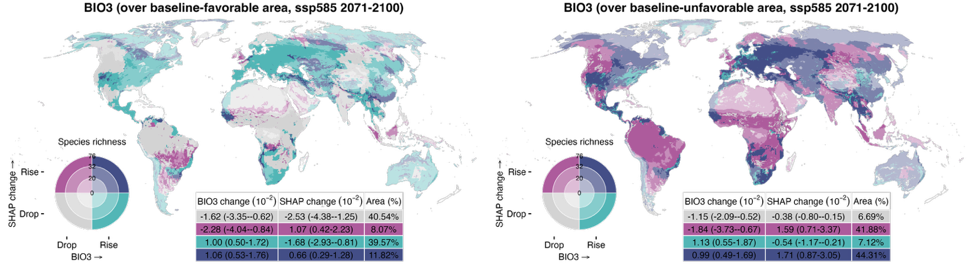 BIO3 (over baseline-favorable area, ssp585 2071-2100)
Species richness
76
38
20
0
SHAP change →
Rise
Drop
Drop
Rise
BIO3 →
BIO3 change (10⁻²) SHAP change (10⁻²) Area (%)
-1.62 (-3.35--0.62) -2.53 (-4.38--1.25) 40.54%
-2.28 (-4.04--0.84) 1.07 (0.42-2.23) 8.07%
1.00 (0.50-1.72) -1.68 (-2.93--0.81) 39.57%
1.06 (0.53-1.76) 0.66 (0.29-1.28) 11.82%
BIO3 (over baseline-unfavorable area, ssp585 2071-2100)
Species richness
0
SHAP change →
Rise
Drop
Drop
Rise
BIO3 →
BIO3 change (10⁻²) SHAP change (10⁻²) Area (%)
-1.15 (-2.09--0.52) -0.38 (-0.80--0.15) 6.69%
-1.84 (-3.73--0.67) 1.59 (0.71-3.37) 41.88%
1.13 (0.55-1.87) -0.54 (-1.17--0.21) 7.12%
0.99 (0.49-1.69) 1.71 (0.87-3.05) 44.31%